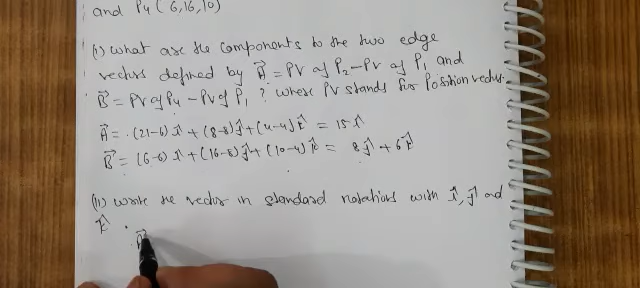 and P4 (6,16,10)
(i) What are the Components to the two edge
vectors defined by A⃗ = PV of P2 - PV of P1 and
B⃗ = PV of P4 - PV of P1 ? where PV stands for Position vector.
A⃗ = (21-6) î + (8-8) ĵ + (4-4) k̂ = 15 î
B⃗ = (6-6) î + (16-8) ĵ + (10-4) k̂ = 8 ĵ + 6 k̂
(ii) Write the vector in standard notations with î, ĵ and
k̂ .